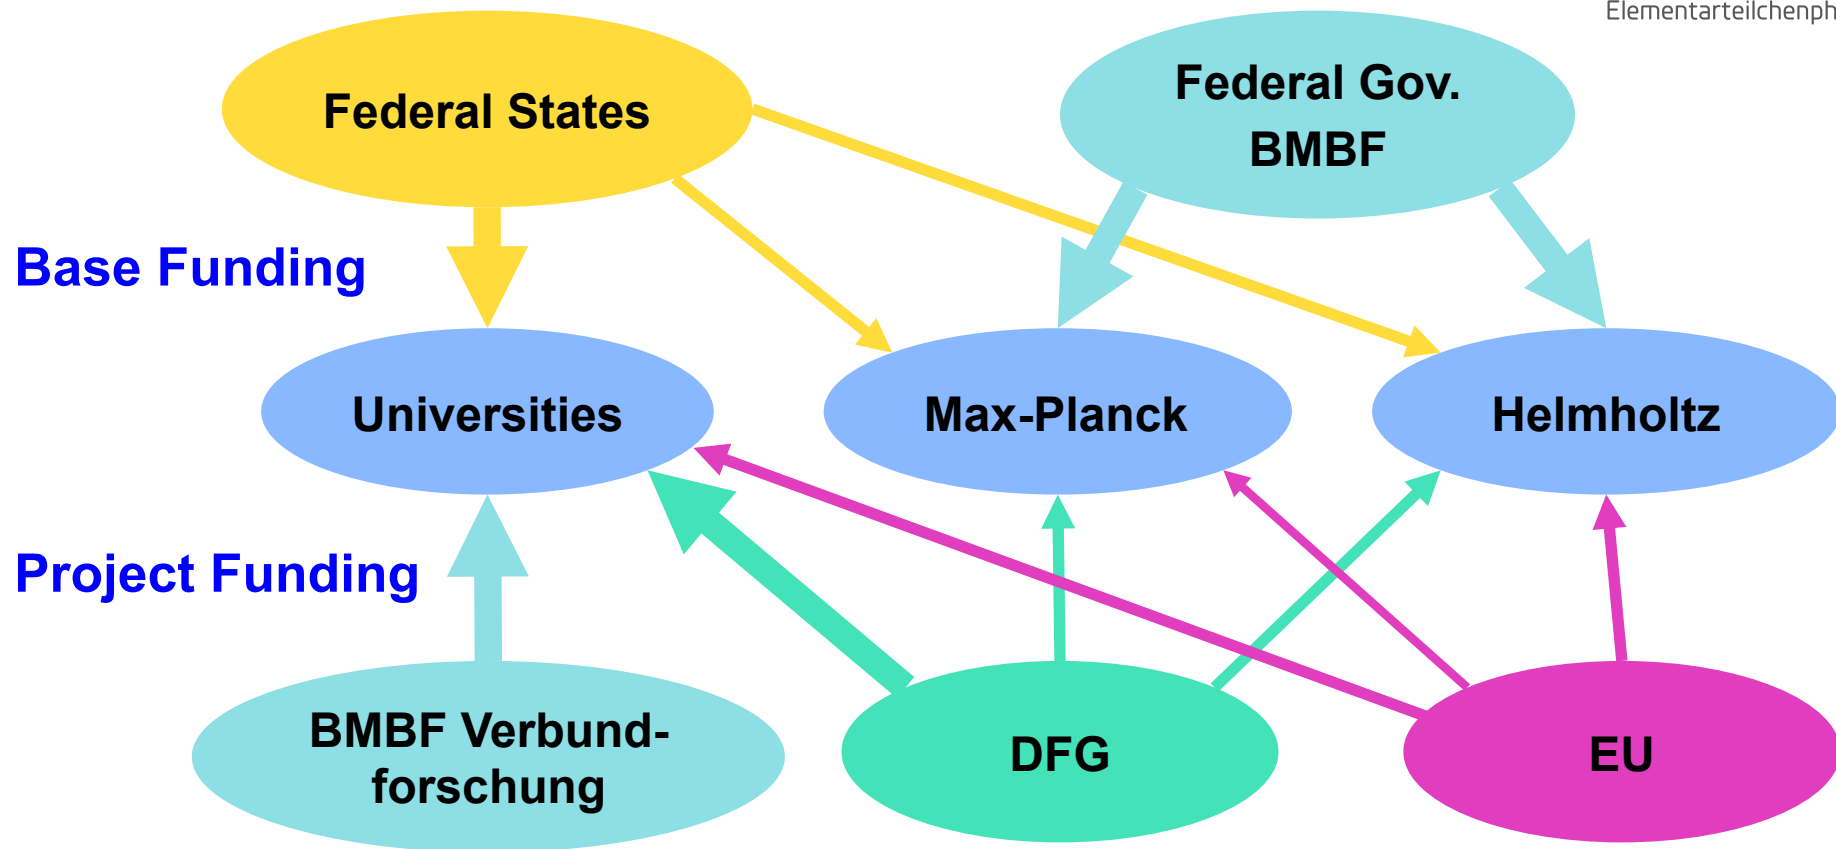 Elementarteilchenph
Federal States
Federal Gov.
BMBF
Base Funding
Universities
Max-Planck
Helmholtz
Project Funding
BMBF Verbund-
forschung
DFG
EU